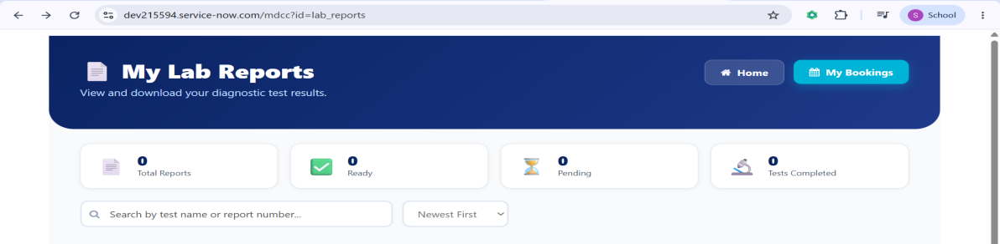 dev215594.service-now.com/mdcc?id=lab_reports
S School
My Lab Reports
View and download your diagnostic test results.
Home
My Bookings
0
Total Reports
0
Ready
0
Pending
0
Tests Completed
Search by test name or report number...
Newest First